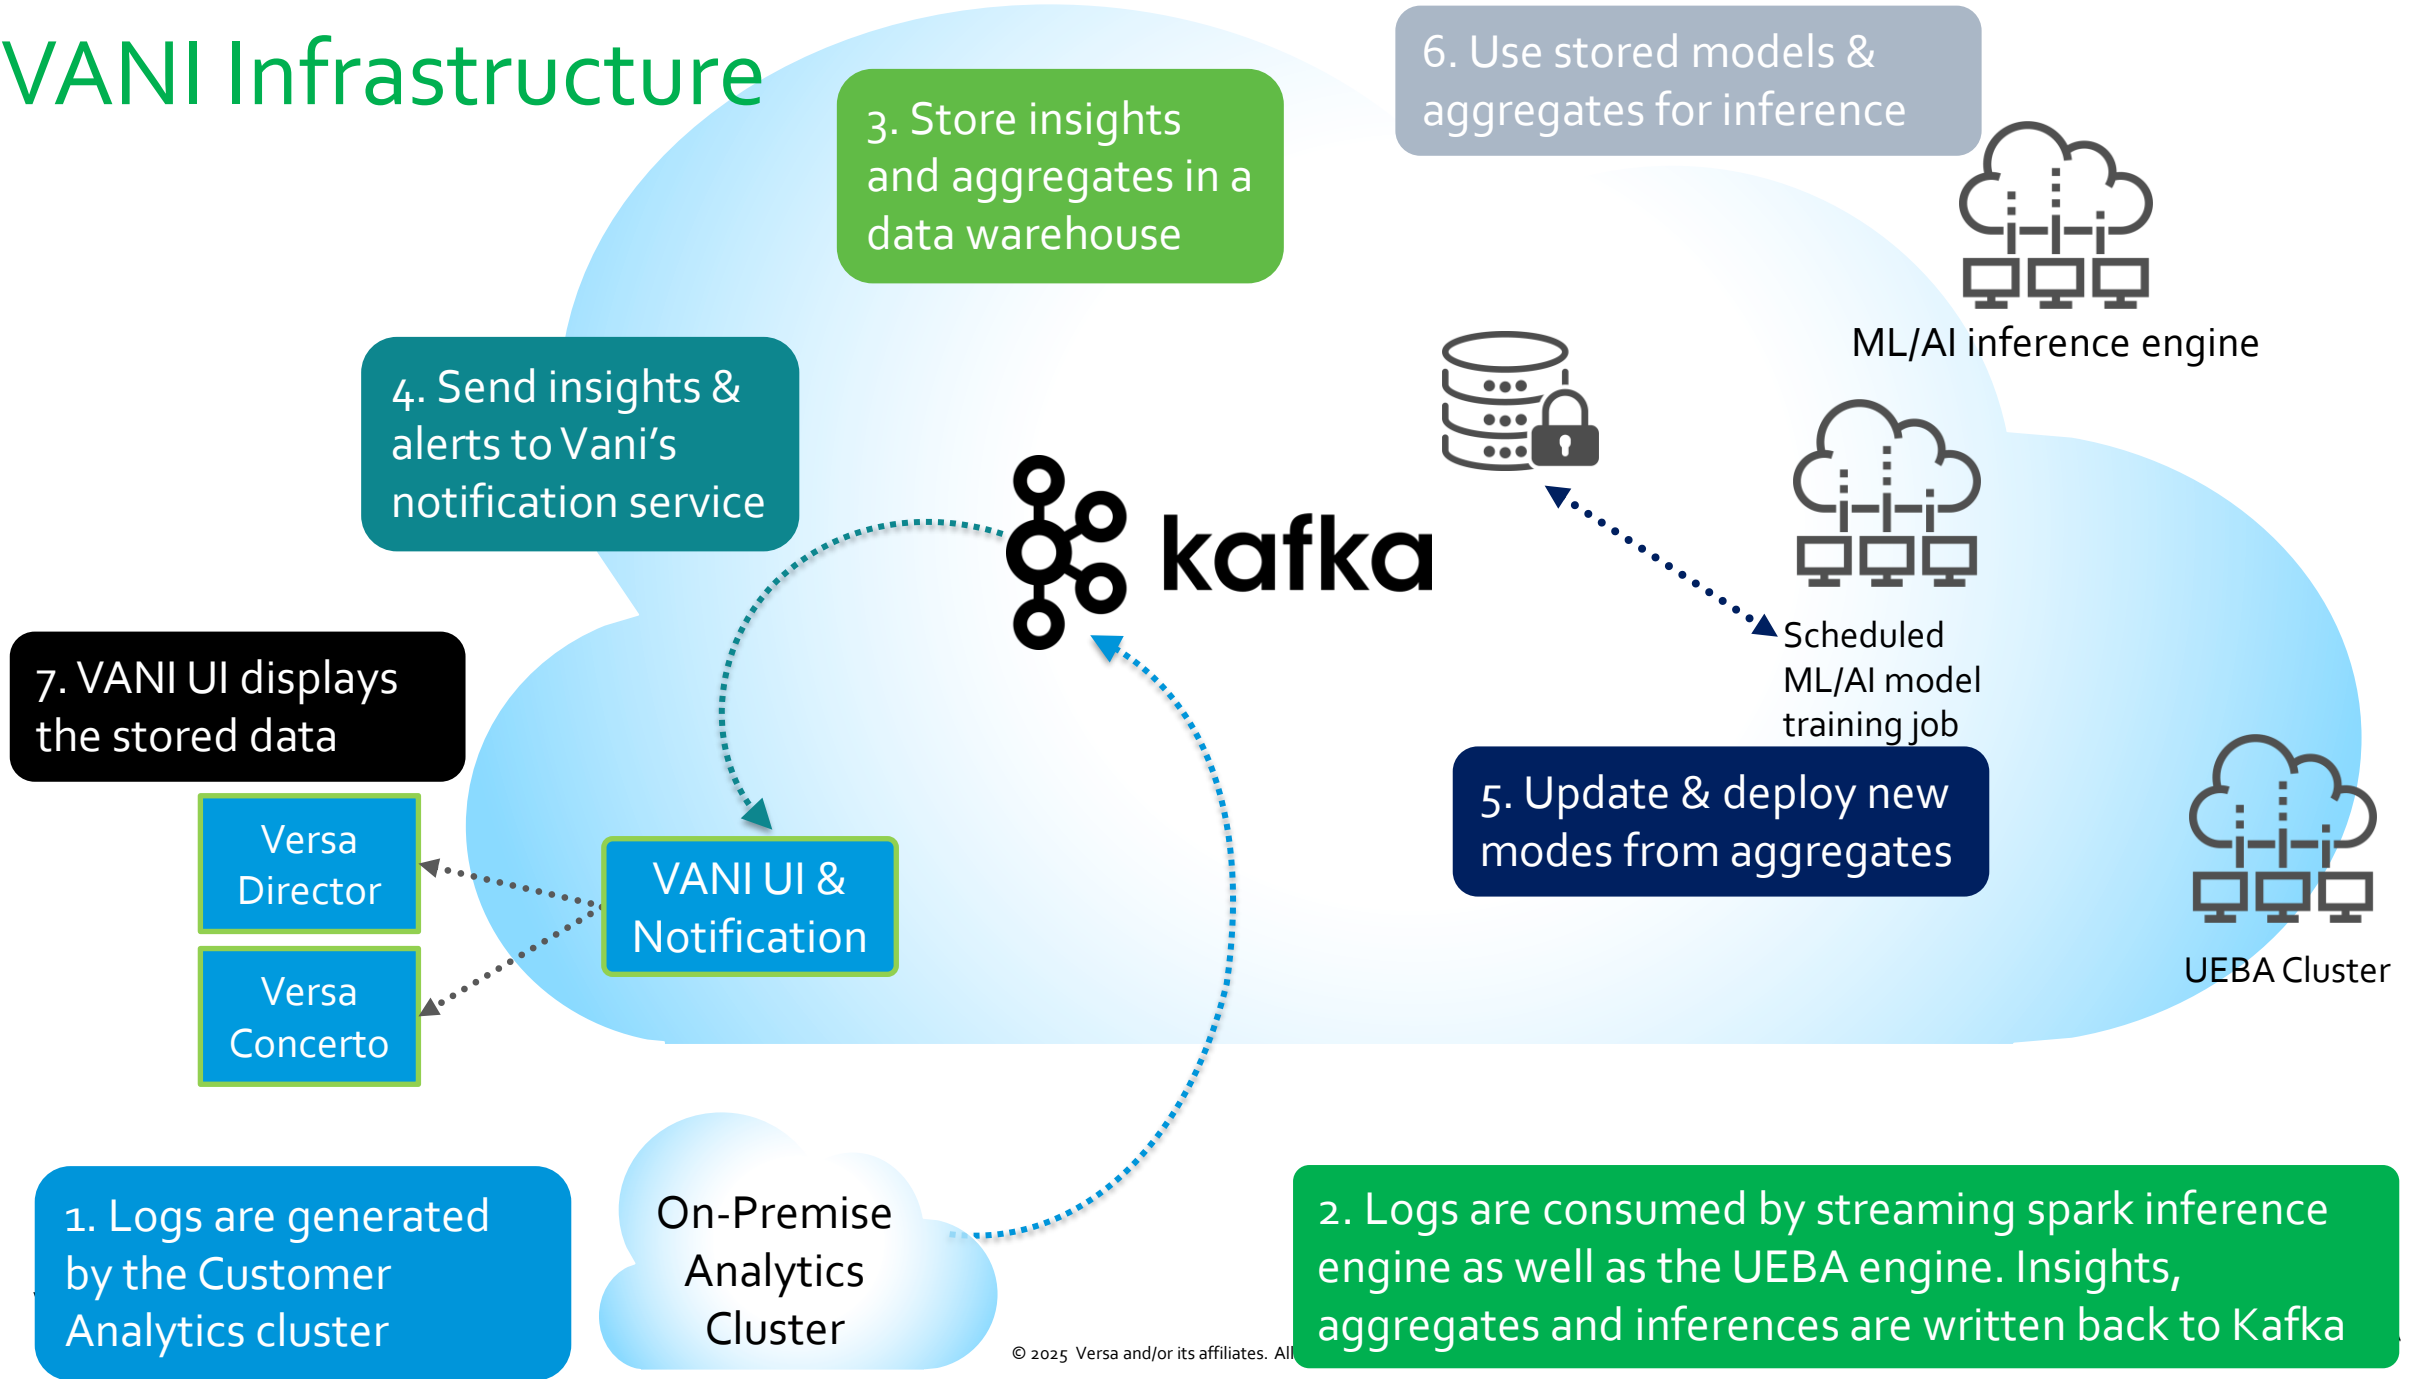 VANI Infrastructure
6. Use stored models &
aggregates for inference
3. Store insights
and aggregates in a
data warehouse
ML/AI inference engine
4. Send insights &
alerts to Vani's
notification service
kafka
Scheduled
ML/AI model
training job
7. VANI UI displays
the stored data
5. Update & deploy new
modes from aggregates
Versa
Director
VANI UI &
Notification
UEBA Cluster
Versa
Concerto
1. Logs are generated
by the Customer
Analytics cluster
On-Premise
Analytics
Cluster
2. Logs are consumed by streaming spark inference
engine as well as the UEBA engine. Insights,
aggregates and inferences are written back to Kafka
© 2025 Versa and/or its affiliates. All